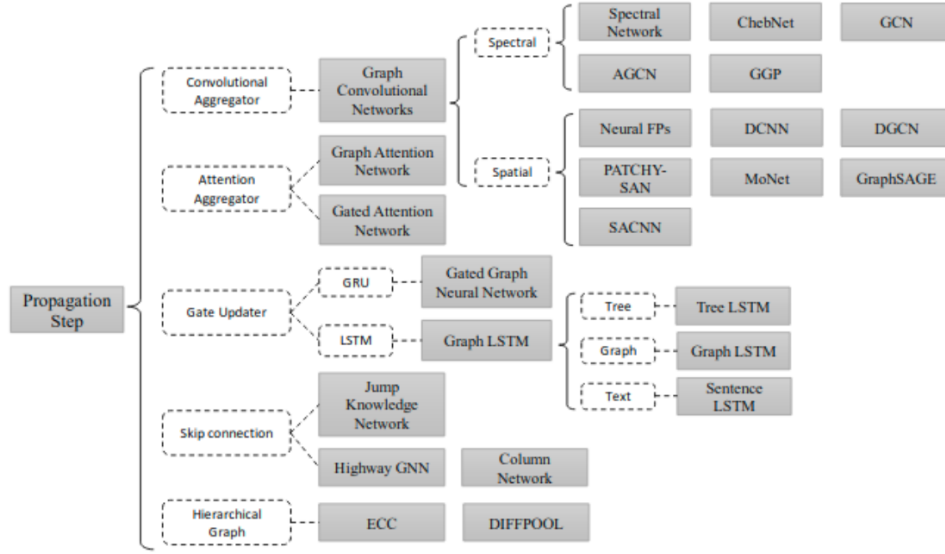 Propagation
Step
Convolutional
Aggregator
Graph
Convolutional
Networks
Spectral
Spectral
Network
ChebNet
GCN
AGCN
GGP
Spatial
Neural FPs
DCNN
DGCN
PATCHY-
SAN
MoNet
GraphSAGE
SACNN
Attention
Aggregator
Graph Attention
Network
Gated Attention
Network
Gate Updater
GRU
Gated Graph
Neural Network
LSTM
Graph LSTM
Tree
Tree LSTM
Graph
Graph LSTM
Text
Sentence
LSTM
Skip connection
Jump
Knowledge
Network
Highway GNN
Column
Network
Hierarchical
Graph
ECC
DIFFPOOL